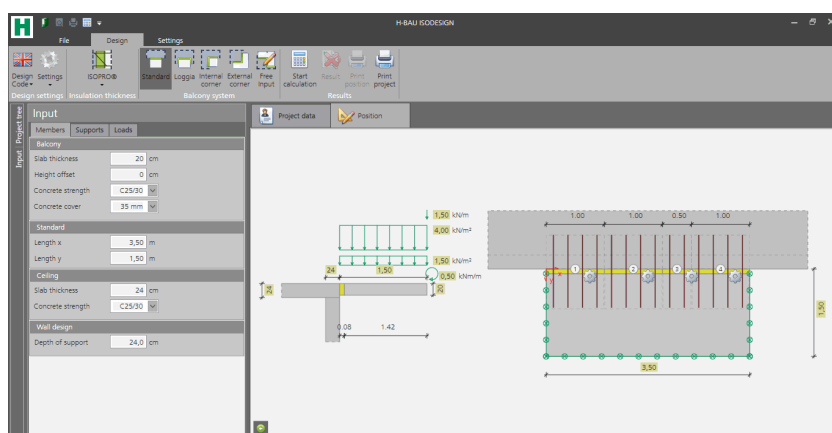 H-BAU ISODESIGN
H
File Design Settings
Design Code Settings ISOPRO® Standard Loggia Internal corner External corner Free input Start calculation Result Print position Print project
Design settings Insulation thickness Balcony system Results
Project tree
Input
Input
Members Supports Loads
Project data Position
Balcony
Slab thickness 20 cm
Height offset 0 cm
Concrete strength C25/30
Concrete cover 35 mm
Standard
Length x 3,50 m
Length y 1,50 m
Ceiling
Slab thickness 24 cm
Concrete strength C25/30
Wall design
Depth of support 24,0 cm
1,50 kN/m
4,00 kN/m²
1,50 kN/m²
24 1,50 0,50 kNm/m
24 20
0.08 1.42
1.00 1.00 0.50 1.00
1 2 3 4
x
y
1,50
3,50